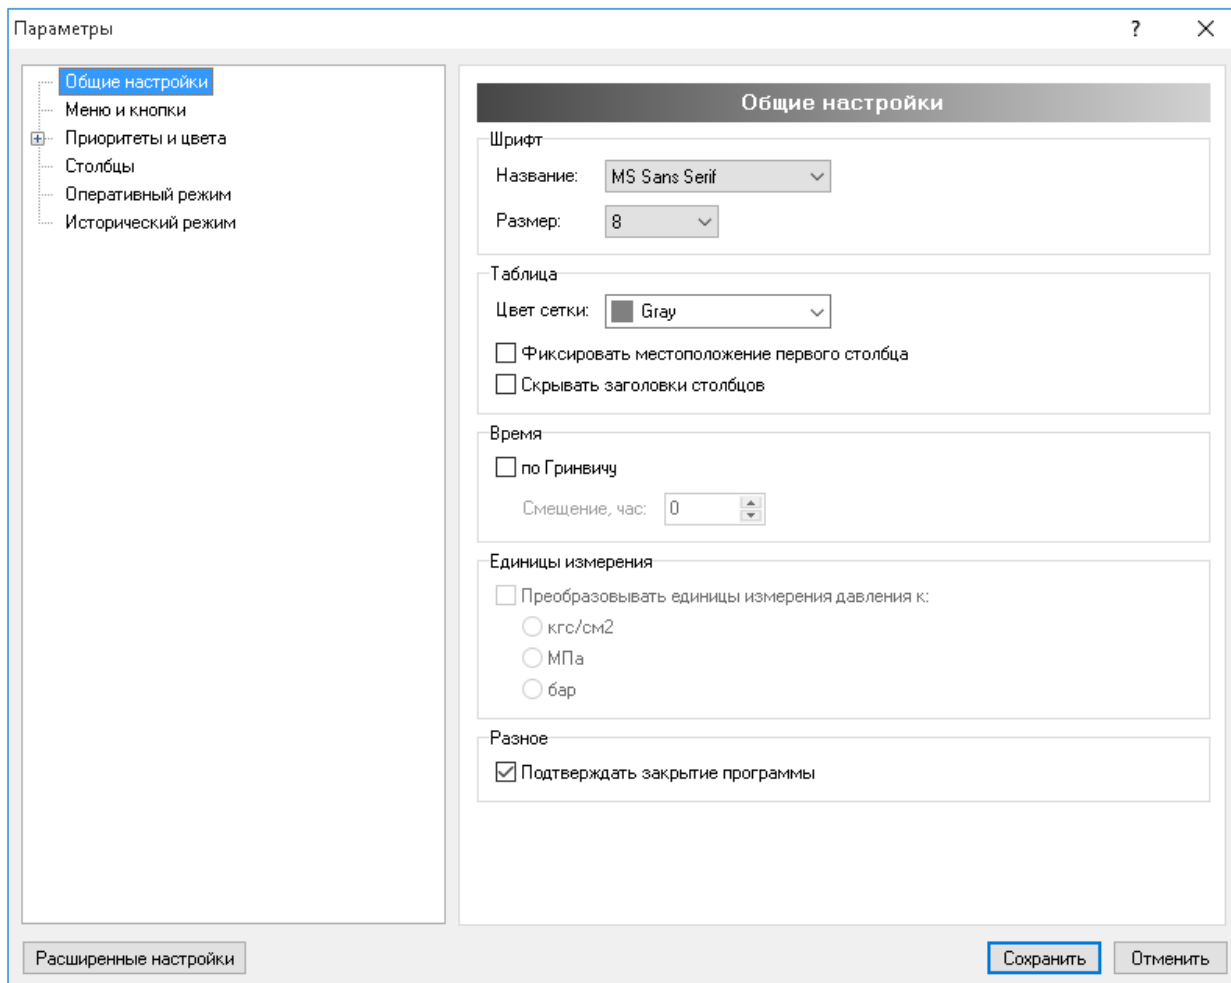 Параметры
?
Общие настройки
Меню и кнопки
Приоритеты и цвета
Столбцы
Оперативный режим
Исторический режим
Общие настройки
Шрифт
Название: MS Sans Serif
Размер: 8
Таблица
Цвет сетки: Gray
Фиксировать местоположение первого столбца
Скрывать заголовки столбцов
Время
по Гринвичу
Смещение, час: 0
Единицы измерения
Преобразовывать единицы измерения давления к:
кгс/см2
МПа
бар
Разное
Подтверждать закрытие программы
Расширенные настройки
Сохранить
Отменить